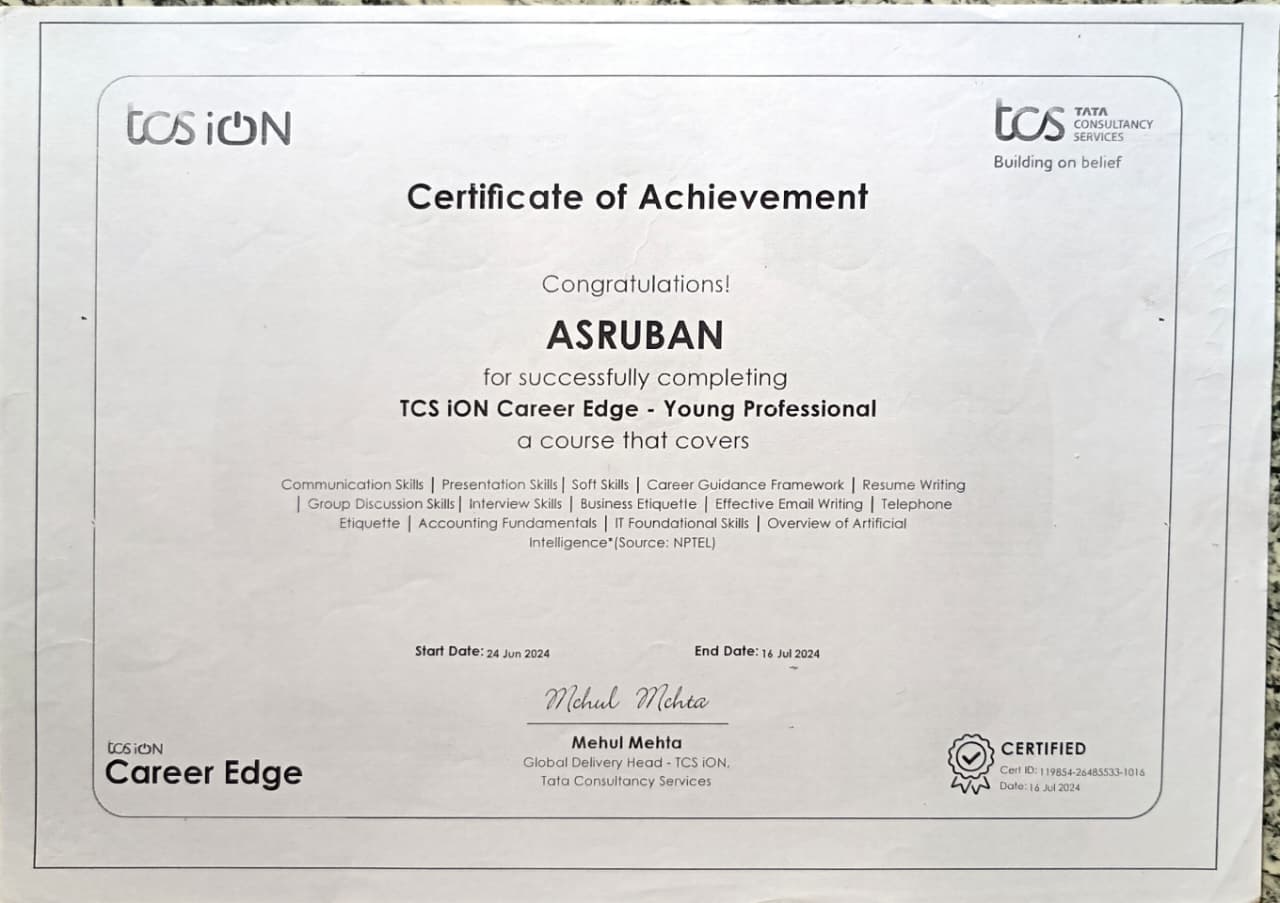 tcs iON
tcs TATA
CONSULTANCY
SERVICES
Building on belief
Certificate of Achievement
Congratulations!
ASRUBAN
for successfully completing
TCS iON Career Edge - Young Professional
a course that covers
Communication Skills | Presentation Skills | Soft Skills | Career Guidance Framework | Resume Writing
| Group Discussion Skills | Interview Skills | Business Etiquette | Effective Email Writing | Telephone
Etiquette | Accounting Fundamentals | IT Foundational Skills | Overview of Artificial
Intelligence*(Source: NPTEL)
Start Date: 24 Jun 2024 End Date: 16 Jul 2024
Mehul Mehta
Mehul Mehta
Global Delivery Head - TCS iON,
Tata Consultancy Services
tcs iON
Career Edge
CERTIFIED
Cert ID: 119854-26485533-1016
Date: 16 Jul 2024